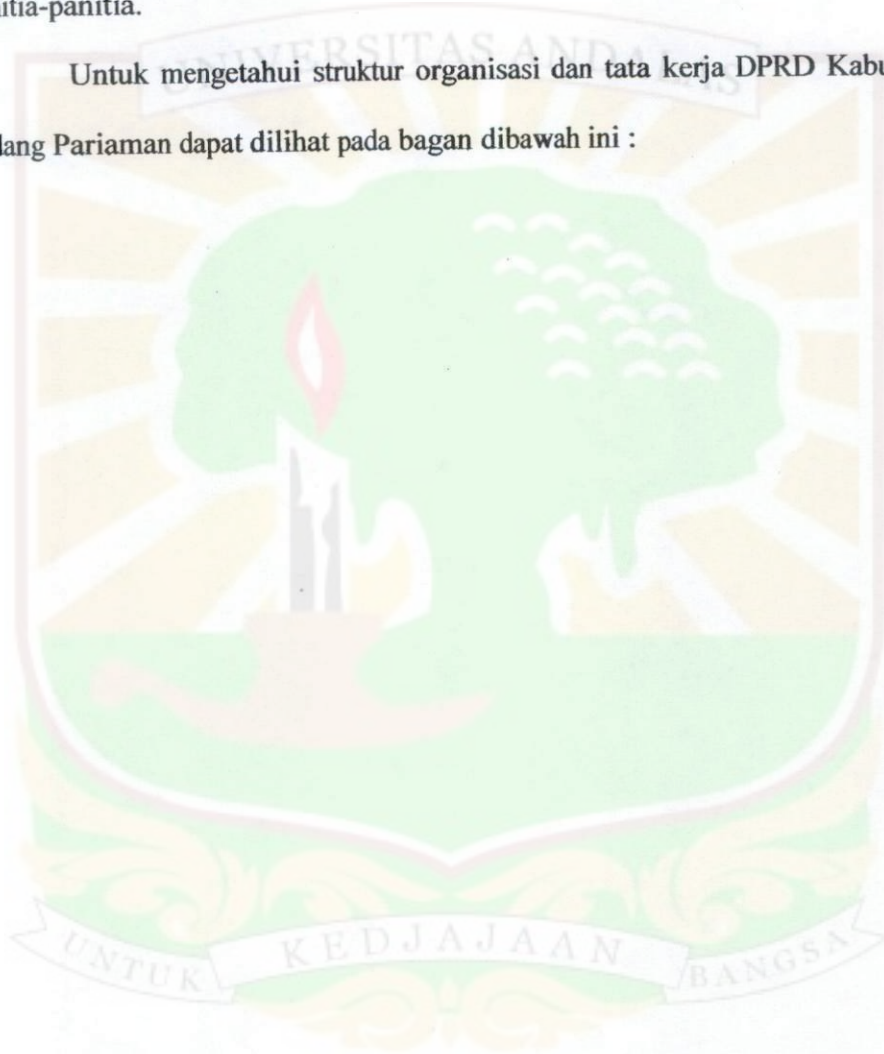 itia-panitia.
Untuk mengetahui struktur organisasi dan tata kerja DPRD Kabu
lang Pariaman dapat dilihat pada bagan dibawah ini :
UNIVERSITAS ANDALAS
UNTUK KEDJAJAAN BANGSA